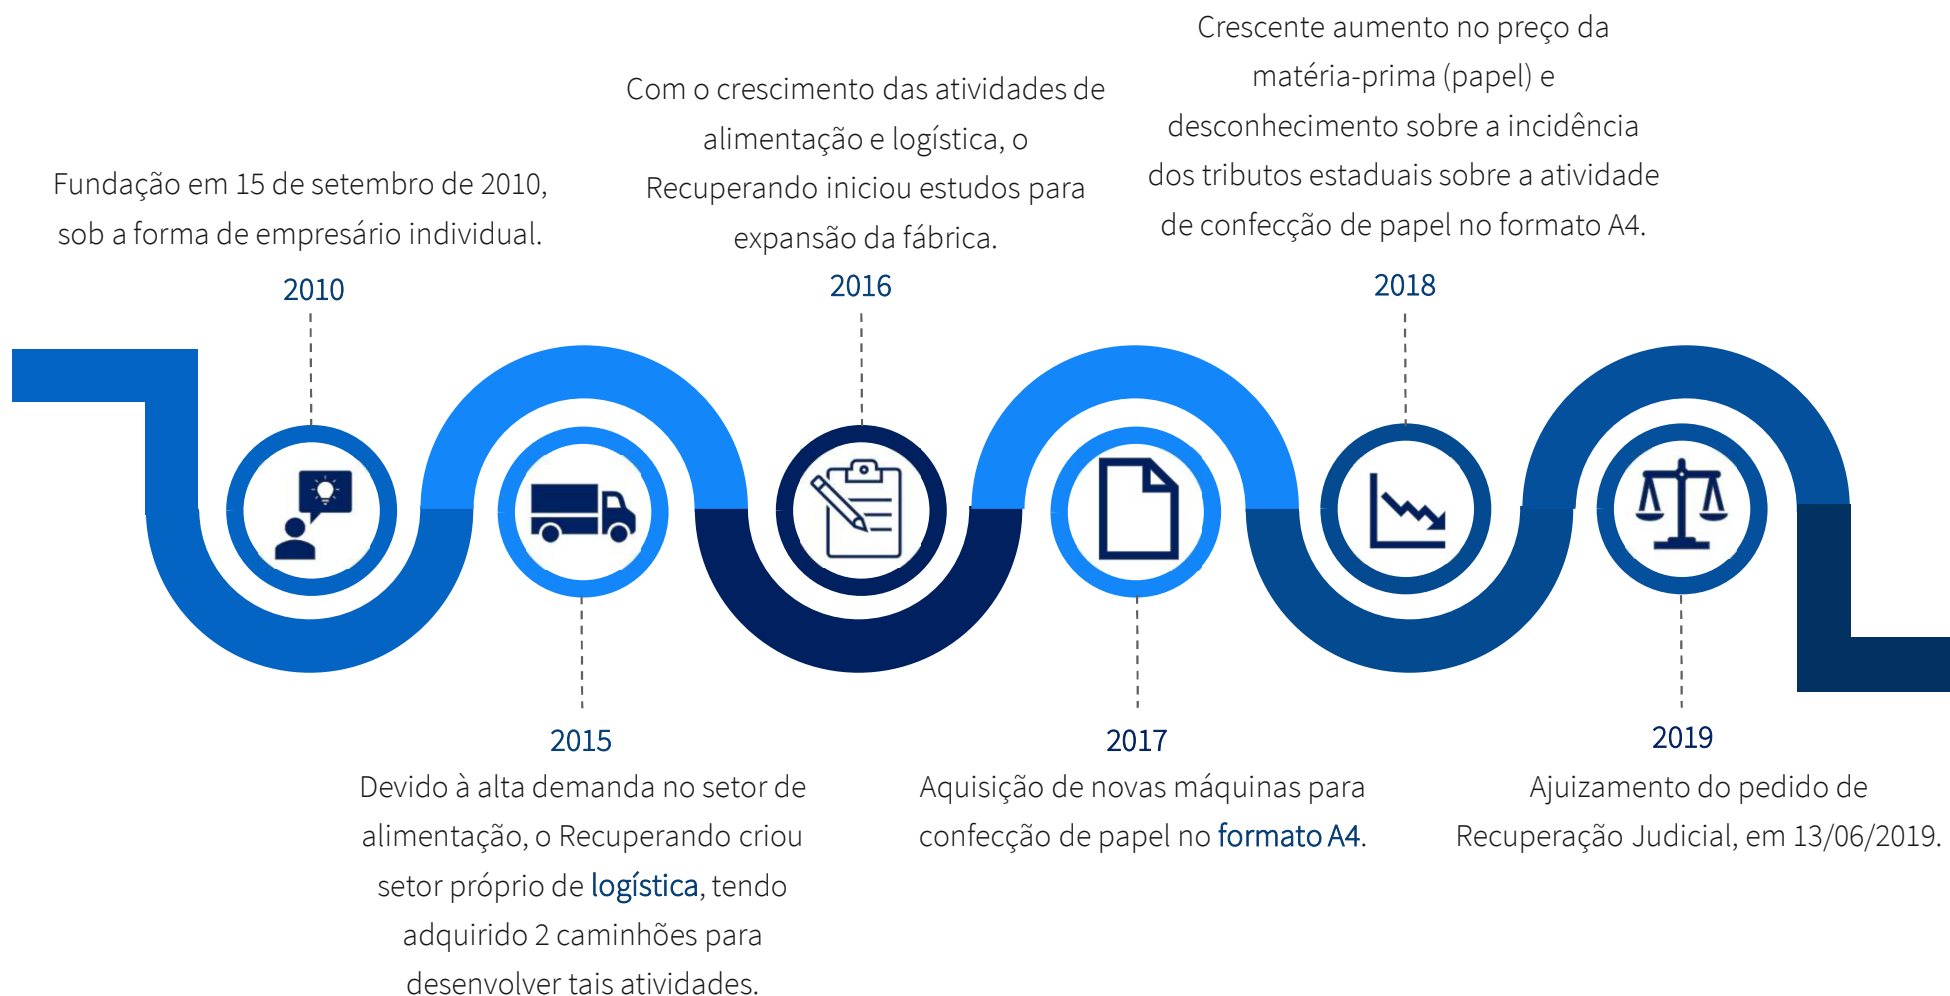 Fundação em 15 de setembro de 2010,
sob a forma de empresário individual.
2010
Devido à alta demanda no setor de
alimentação, o Recuperando criou
setor próprio de logística, tendo
adquirido 2 caminhões para
desenvolver tais atividades.
2015
Com o crescimento das atividades de
alimentação e logística, o
Recuperando iniciou estudos para
expansão da fábrica.
2016
2017
Aquisição de novas máquinas para
confecção de papel no formato A4.
Crescente aumento no preço da
matéria-prima (papel) e
desconhecimento sobre a incidência
dos tributos estaduais sobre a atividade
de confecção de papel no formato A4.
2018
2019
Ajuizamento do pedido de
Recuperação Judicial, em 13/06/2019.